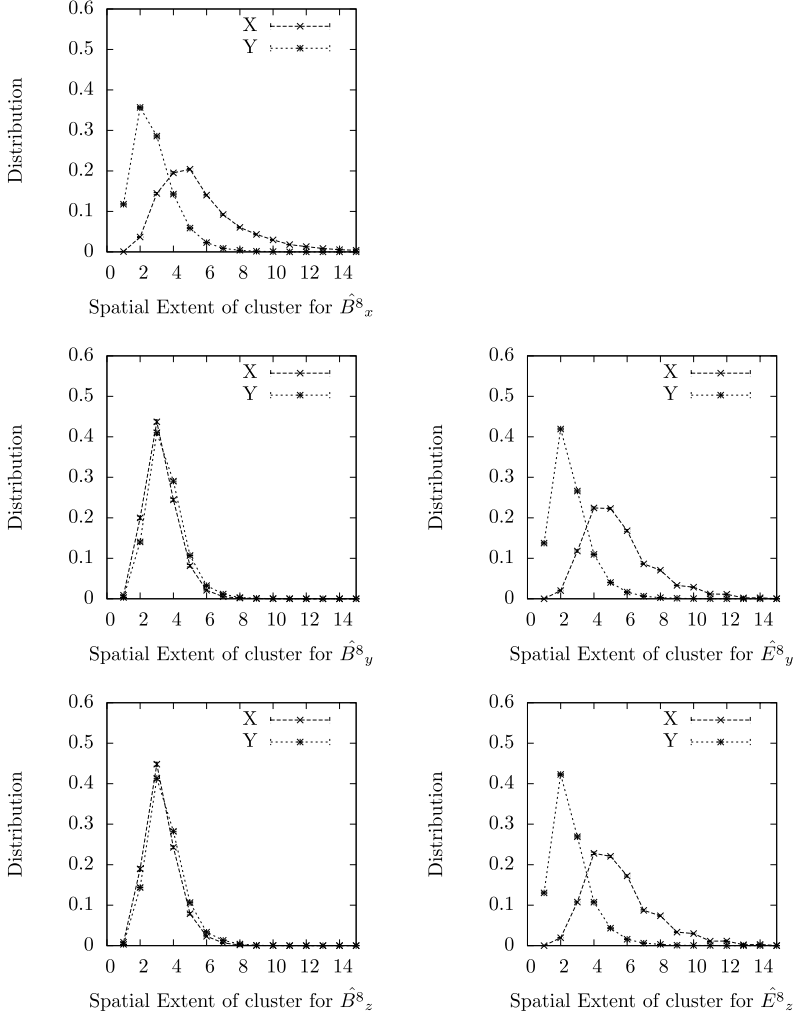 0.6
0.5
0.4
0.3
0.2
0.1
0
Distribution
X
Y
0 2 4 6 8 10 12 14
Spatial Extent of cluster for B̂⁸ₓ
0.6
0.5
0.4
0.3
0.2
0.1
0
Distribution
X
Y
0 2 4 6 8 10 12 14
Spatial Extent of cluster for B̂⁸_y
0.6
0.5
0.4
0.3
0.2
0.1
0
Distribution
X
Y
0 2 4 6 8 10 12 14
Spatial Extent of cluster for Ê⁸_y
0.6
0.5
0.4
0.3
0.2
0.1
0
Distribution
X
Y
0 2 4 6 8 10 12 14
Spatial Extent of cluster for B̂⁸_z
0.6
0.5
0.4
0.3
0.2
0.1
0
Distribution
X
Y
0 2 4 6 8 10 12 14
Spatial Extent of cluster for Ê⁸_z